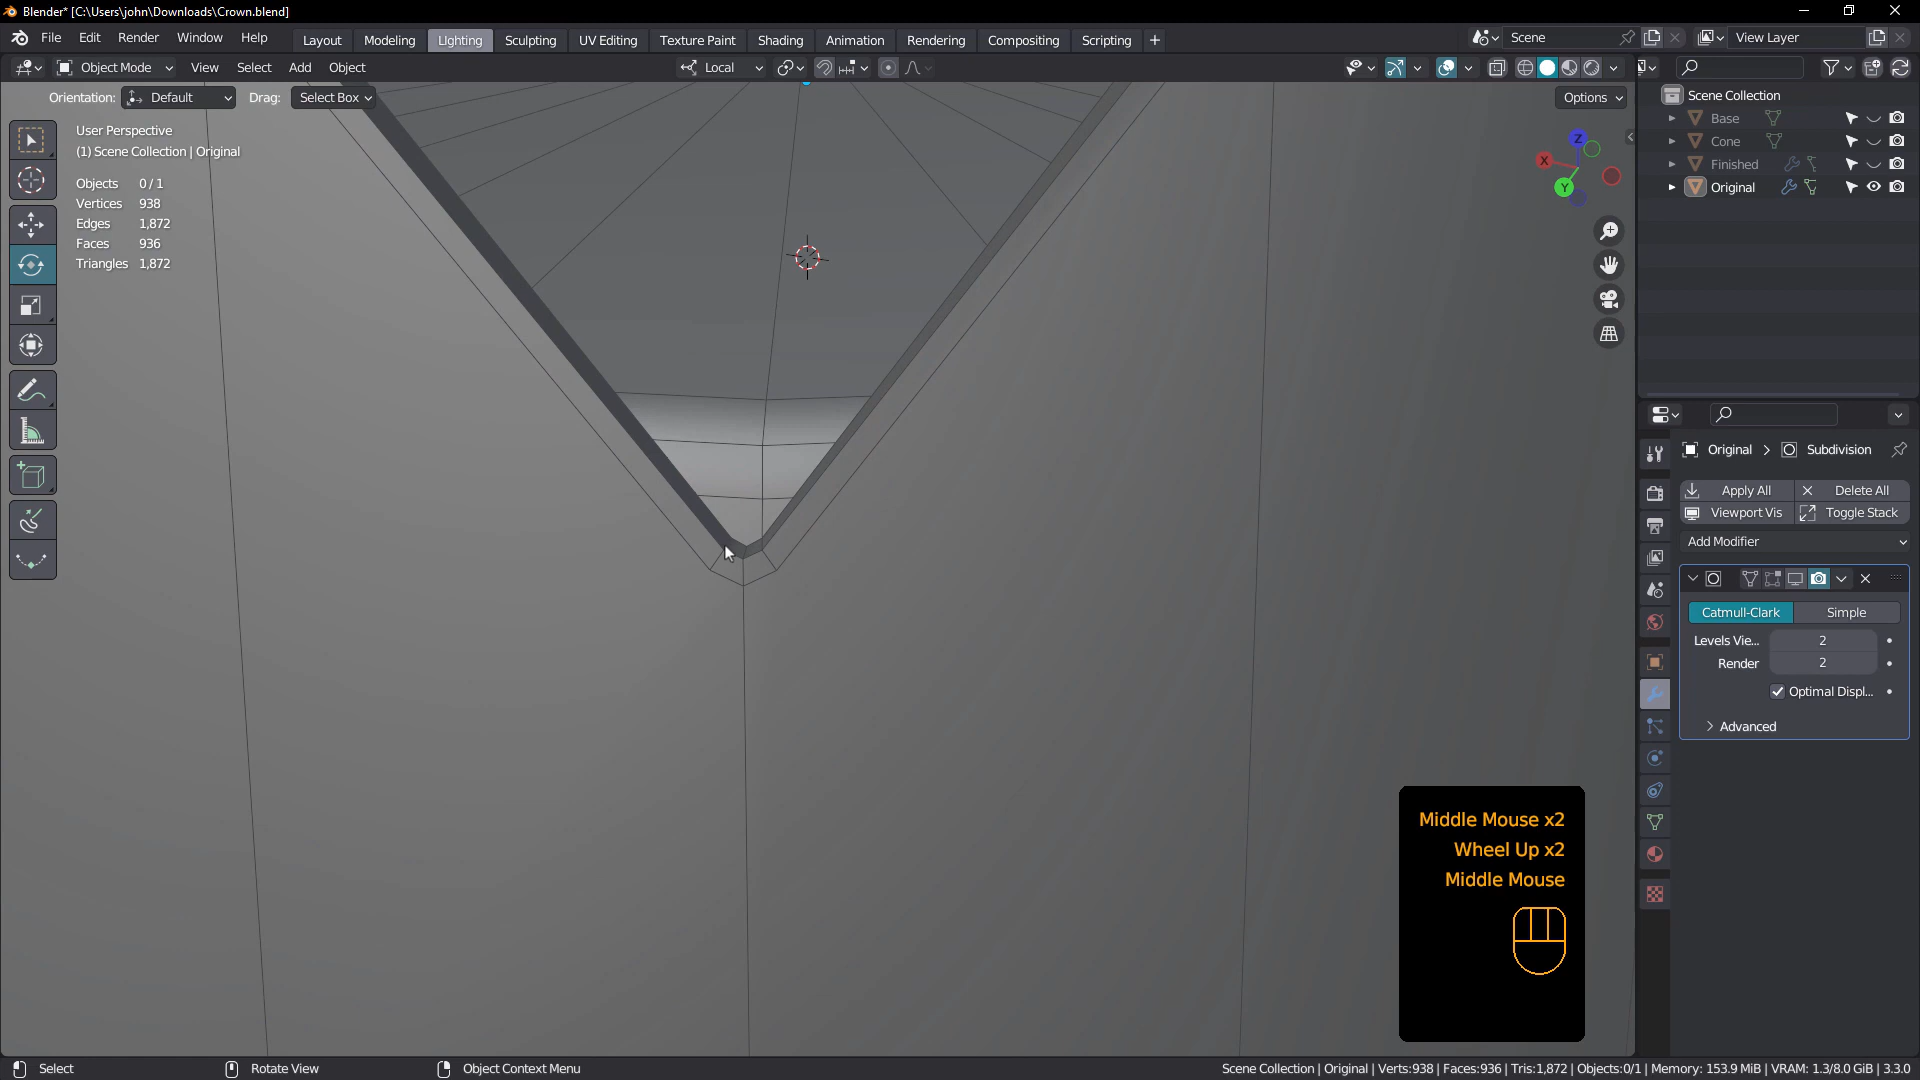 Blender* [C:\Users\john\Downloads\Crown.blend]
File Edit Render Window Help
Layout Modeling Lighting Sculpting UV Editing Texture Paint Shading Animation Rendering Compositing Scripting +
Scene
View Layer
Object Mode View Select Add Object
Local
Orientation: Default Drag: Select Box
Options
User Perspective
(1) Scene Collection | Original
Objects 0/1
Vertices 938
Edges 1,872
Faces 936
Triangles 1,872
X
Y
Z
Scene Collection
Base
Cone
Finished
Original
Original > Subdivision
Apply All
Delete All
Viewport Vis
Toggle Stack
Add Modifier
Catmull-Clark Simple
Levels Vie... 2
Render 2
Optimal Displ...
Advanced
Middle Mouse x2
Wheel Up x2
Middle Mouse
Select
Rotate View
Object Context Menu
Scene Collection | Original | Verts:938 | Faces:936 | Tris:1,872 | Objects:0/1 | Memory: 153.9 MiB | VRAM: 1.3/8.0 GiB | 3.3.0